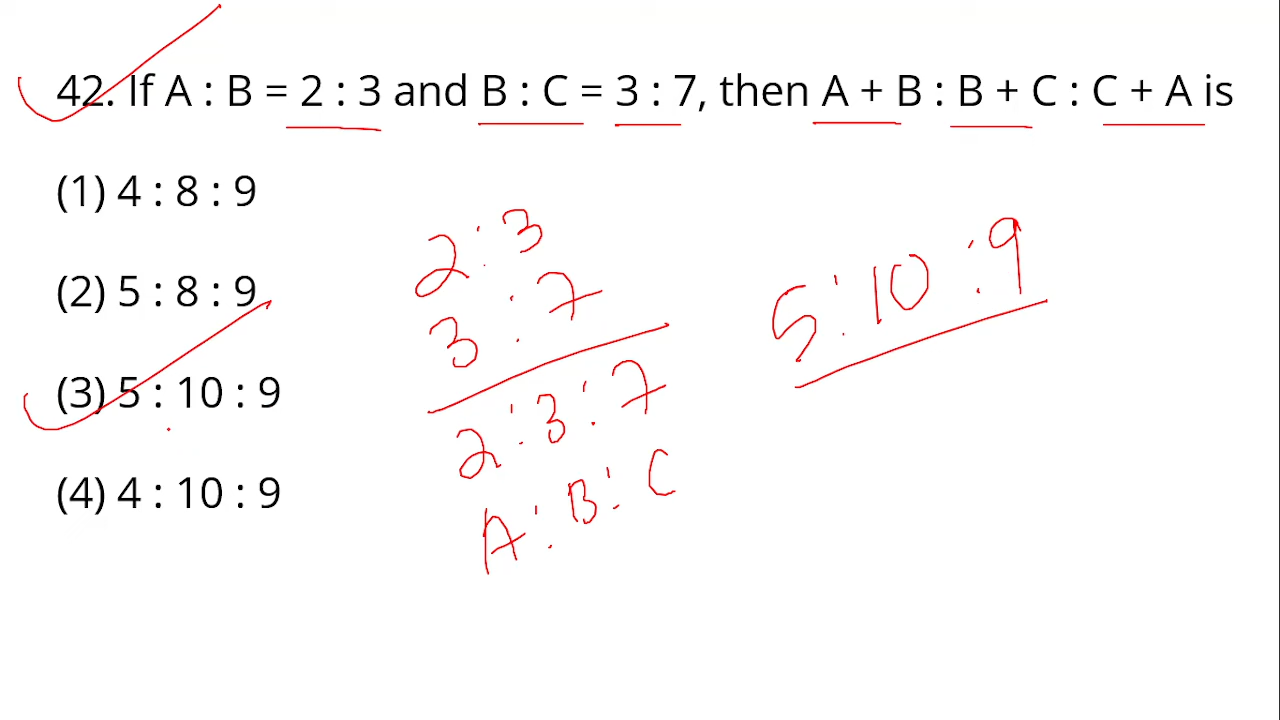 42. If A : B = 2 : 3 and B : C = 3 : 7, then A + B : B + C : C + A is
(1) 4 : 8 : 9
(2) 5 : 8 : 9
(3) 5 : 10 : 9
(4) 4 : 10 : 9
2 : 3
3 : 7
2 : 3 : 7
A : B : C
5 : 10 : 9